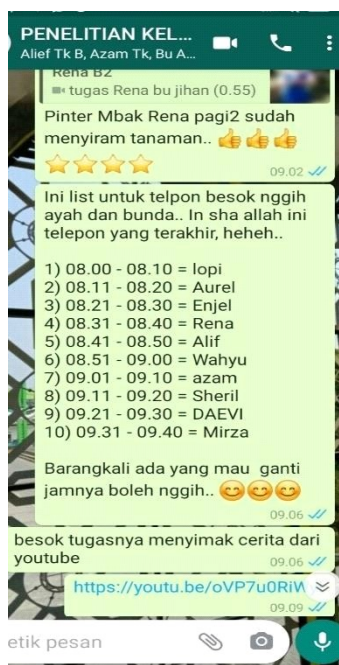 PENELITIAN KEL...
Alief Tk B, Azam Tk, Bu A...
Rena B2
tugas Rena bu jihan (0.55)
Pinter Mbak Rena pagi2 sudah
menyiram tanaman..
09.02
Ini list untuk telpon besok nggih
ayah dan bunda.. In sha allah ini
telepon yang terakhir, heheh..
1) 08.00 - 08.10 = lopi
2) 08.11 - 08.20 = Aurel
3) 08.21 - 08.30 = Enjel
4) 08.31 - 08.40 = Rena
5) 08.41 - 08.50 = Alif
6) 08.51 - 09.00 = Wahyu
7) 09.01 - 09.10 = azam
8) 09.11 - 09.20 = Sheril
9) 09.21 - 09.30 = DAEVI
10) 09.31 - 09.40 = Mirza
Barangkali ada yang mau ganti
jamnya boleh nggih..
09.06
besok tugasnya menyimak cerita dari
youtube
09.06
https://youtu.be/oVP7u0RiW
09.09
etik pesan